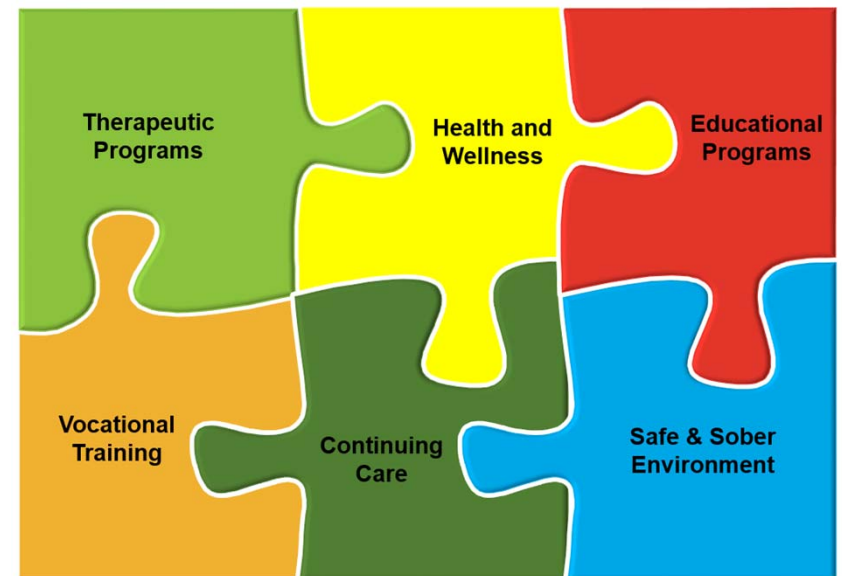 Therapeutic
Programs
Health and
Wellness
Educational
Programs
Vocational
Training
Continuing
Care
Safe & Sober
Environment